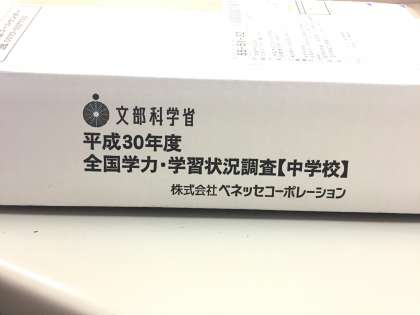 文部科学省
平成30年度
全国学力・学習状況調査【中学校】
株式会社ベネッセコーポレーション